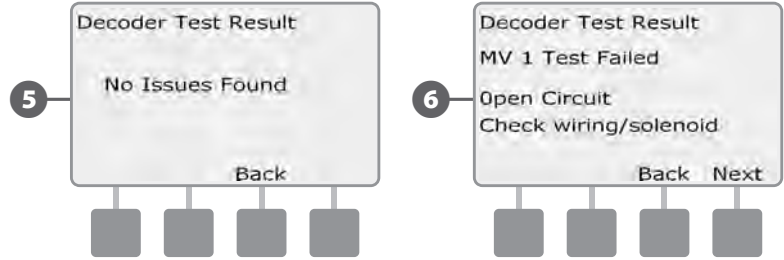 5
Decoder Test Result
No Issues Found
Back
6
Decoder Test Result
MV 1 Test Failed
Open Circuit
Check wiring/solenoid
Back Next